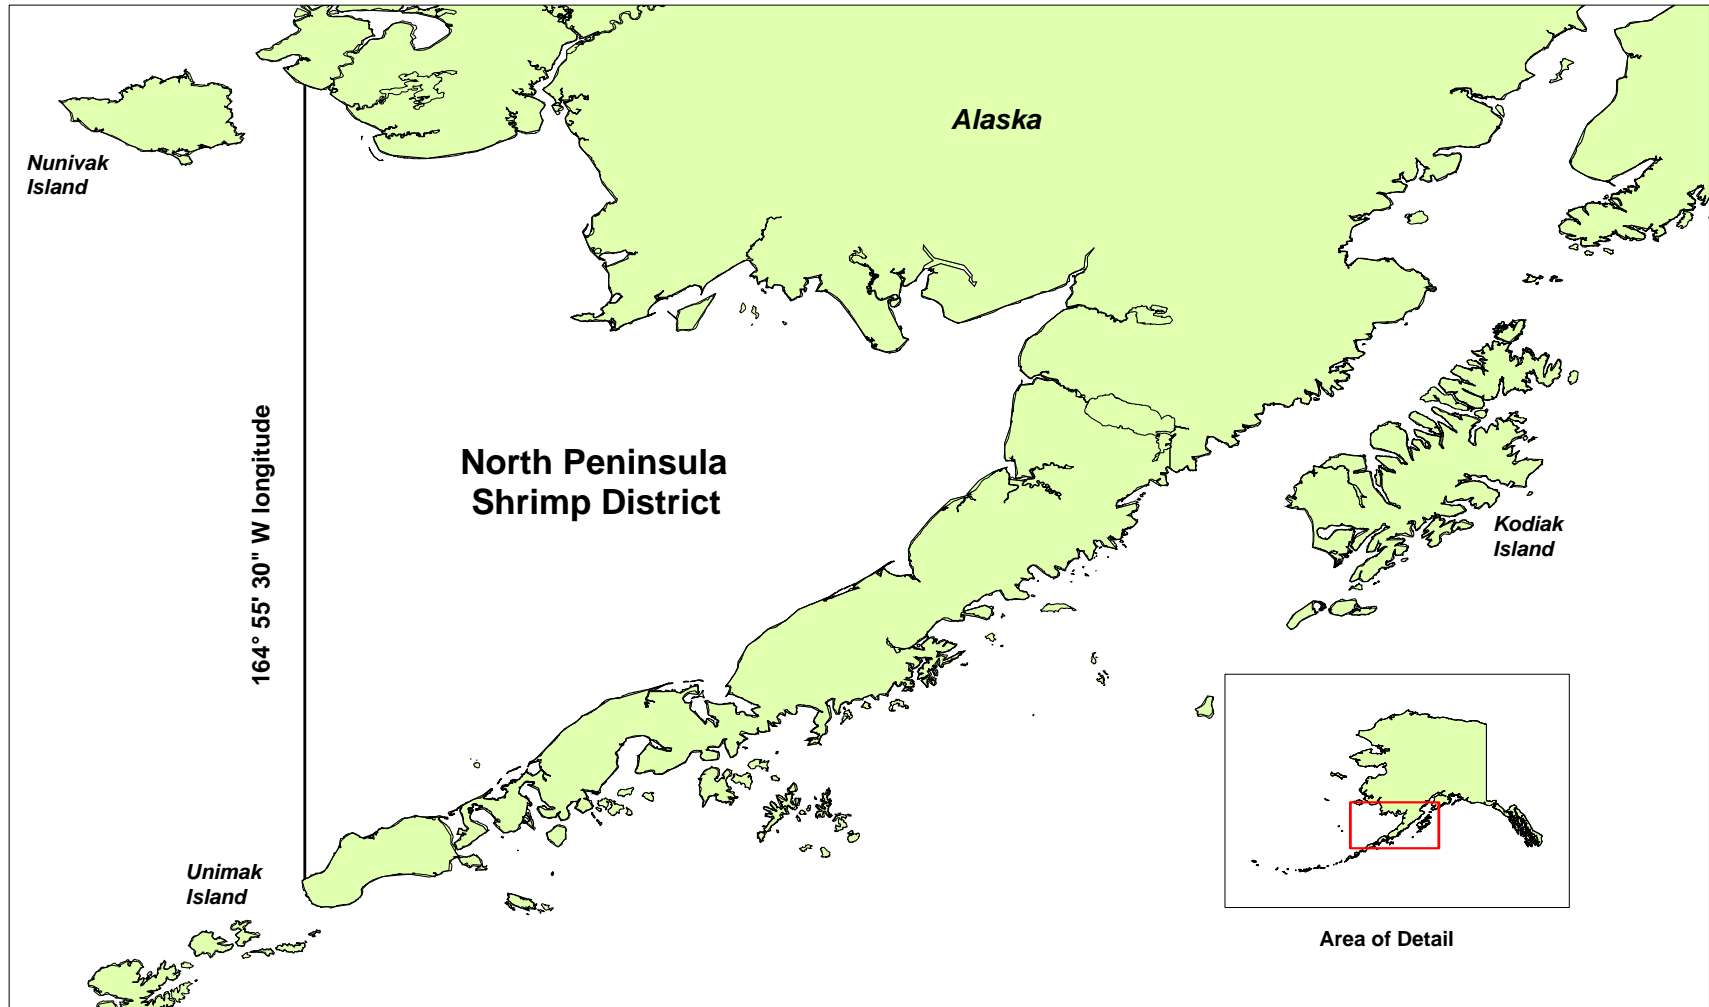 Alaska
Nunivak
Island
164° 55' 30" W longitude
North Peninsula
Shrimp District
Kodiak
Island
Unimak
Island
Area of Detail